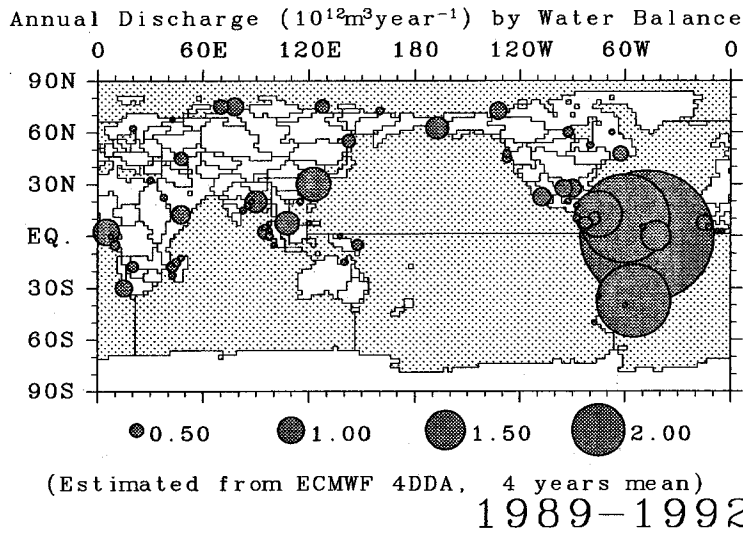 Annual Discharge (10¹²m³year⁻¹) by Water Balance
0 60E 120E 180 120W 60W 0
90N
60N
30N
EQ.
30S
60S
90S
0.50 1.00 1.50 2.00
(Estimated from ECMWF 4DDA, 4 years mean)
1989-1992